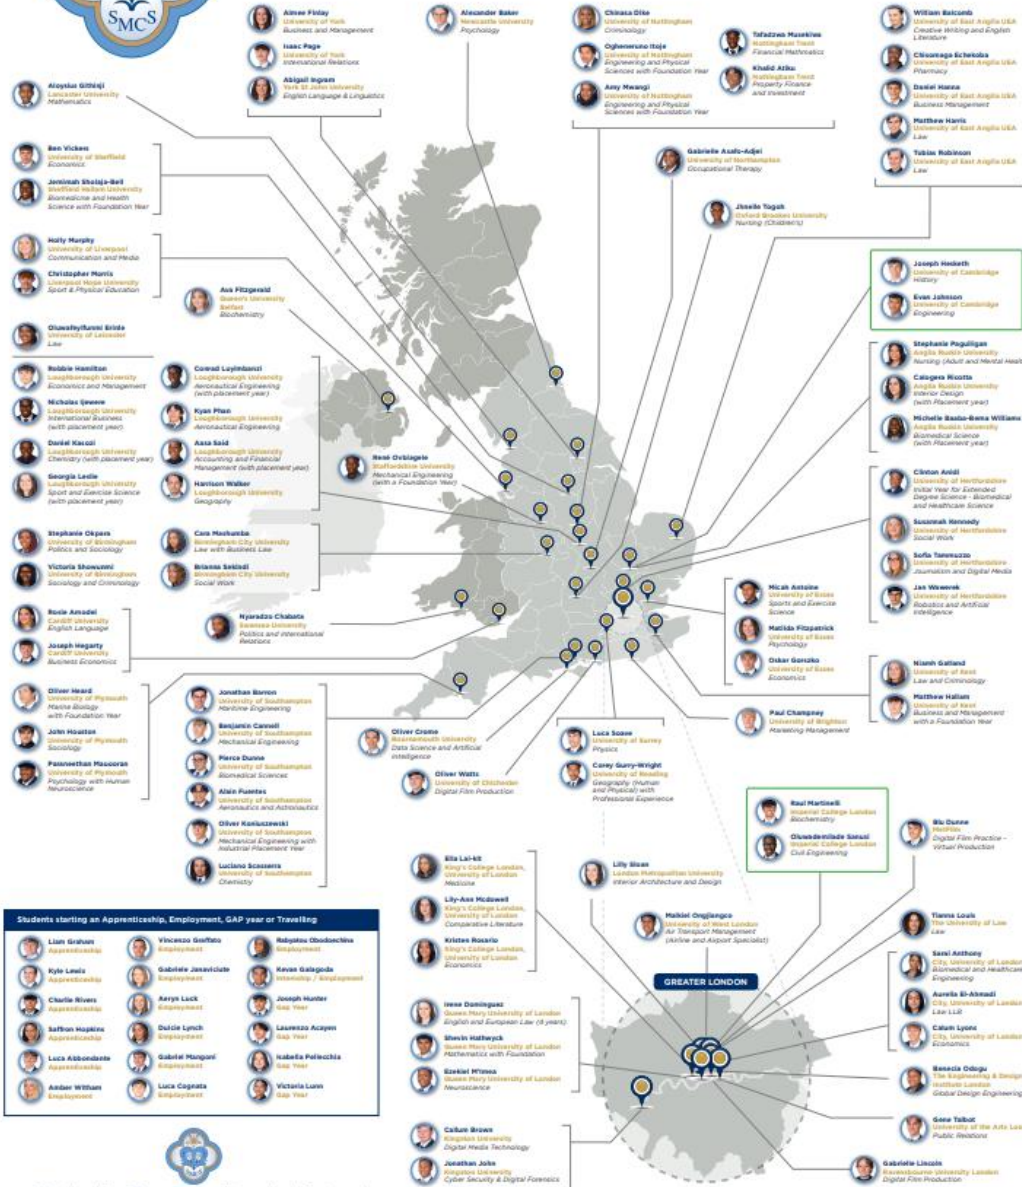 SMCS
Aimee Finlay
University of York
Business and Management
Isaac Page
University of York
International Relations
Abigail Ingram
York St John University
English Language & Linguistics
Alexander Baker
Newcastle University
Psychology
Chinasa Dike
University of Nottingham
Criminology
Ogheneruno Itoje
University of Nottingham
Engineering and Physical
Sciences with Foundation Year
Amy Mwangi
University of Nottingham
Engineering and Physical
Sciences with Foundation Year
Tafadzwa Musekiwa
Nottingham Trent
Financial Mathmatics
Khalid Atiku
Nottingham Trent
Property Finance
and Investment
William Balcomb
University of East Anglia UEA
Creative Writing and English
Literature
Chisomaga Echekoba
University of East Anglia UEA
Pharmacy
Daniel Hanna
University of East Anglia UEA
Business Management
Matthew Harris
University of East Anglia UEA
Law
Tobias Robinson
University of East Anglia UEA
Law
Aloysius Githinji
Lancaster University
Mathematics
Ben Vickers
University of Sheffield
Economics
Jemimah Sholaja-Bell
Sheffield Hallam University
Biomedicine and Health
Science with Foundation Year
Gabrielle Asafo-Adjei
University of Northampton
Occupational Therapy
Jhneile Togah
Oxford Brookes University
Nursing (Children's)
Holly Murphy
University of Liverpool
Communication and Media
Christopher Morris
Liverpool Hope University
Sport & Physical Education
Ava Fitzgerald
Queen's University
Belfast
Biochemistry
Joseph Hesketh
University of Cambridge
History
Evan Johnson
University of Cambridge
Engineering
Erinle
University of Leicester
Law
Stephanie Paguiligan
Anglia Ruskin University
Nursing (Adult and Mental Healt
Calogera Ricotta
Anglia Ruskin University
Interior Design
(with Placement year)
Michelle Baabo-Bema Williams
Anglia Ruskin University
Biomedical Science
(with Placement year)
Robbie Hamilton
Loughborough University
Economics and Management
Nicholas Ijewere
Loughborough University
International Business
(with placement year)
Daniel Kasozi
Loughborough University
Chemistry (with placement year)
Georgia Leslie
Loughborough University
Sport and Exercise Science
(with placement year)
Conrad Luyimbanzi
Loughborough University
Aeronautical Engineering
(with placement year)
Kyan Phan
Loughborough University
Aeronautical Engineering
Aasa Said
Loughborough University
Accounting and Financial
Management (with placement year)
Harrison Walker
Loughborough University
Geography
René Ovbiagele
Staffordshire University
Mechanical Engineering
(with a Foundation Year)
Clinton Anidi
University of Hertfordshire
Initial Year for Extended
Degree Science - Biomedical
and Healthcare Science
Susannah Kennedy
University of Hertfordshire
Social Work
Sofia Tammuzzo
University of Hertfordshire
Journalism and Digital Media
Jan Wawerek
University of Hertfordshire
Robotics and Artificial
Intelligence
Stephanie Okpara
University of Birmingham
Politics and Sociology
Victoria Showunmi
University of Birmingham
Sociology and Criminology
Cara Mashumba
Birmingham City University
Law with Business Law
Brianna Sekindi
Birmingham City University
Social Work
Rosie Amadei
Cardiff University
English Language
Joseph Hegarty
Cardiff University
Business Economics
Nyaradzo Chabata
Swansea University
Politics and International
Relations
Micah Antoine
University of Essex
Sports and Exercise
Science
Matilda Fitzpatrick
University of Essex
Psychology
Oskar Gorszko
University of Essex
Economics
Niamh Gatland
University of Kent
Law and Criminology
Matthew Hallam
University of Kent
Business and Management
with a Foundation Year
Paul Champney
University of Brighton
Marketing Management
Oliver Heard
University of Plymouth
Marine Biology
with Foundation Year
John Houston
University of Plymouth
Sociology
University of Plymouth
Psychology with Human
Neuroscience
Jonathan Barron
University of Southampton
Maritime Engineering
Benjamin Cannell
University of Southampton
Mechanical Engineering
Pierce Dunne
University of Southampton
Biomedical Sciences
Alain Fuentes
University of Southampton
Aeronautics and Astronautics
Oliver Koniuszewski
University of Southampton
Mechanical Engineering with
Industrial Placement Year
Luciano Scosserra
University of Southampton
Chemistry
Oliver Crome
Bournemouth University
Data Science and Artificial
Intelligence
Oliver Watts
University of Chichester
Digital Film Production
Luca Soave
University of Surrey
Physics
Corey Gurry-Wright
University of Reading
Geography (Human
and Physical) with
Professional Experience
Raul Martinelli
Imperial College London
Biochemistry
Oluwademilade Sanusi
Imperial College London
Civil Engineering
Blu Dunne
MetFilm
Digital Film Practice -
Virtual Production
Ella Lai-kit
King's College London,
University of London
Medicine
Lily-Ann Mcdowell
King's College London,
University of London
Comparative Literature
Kristen Rosario
King's College London,
University of London
Economics
Lilly Sloan
London Metropolitan University
Interior Architecture and Design
Maikiel Ongjiangco
University of West London
Air Transport Management
(Airline and Airport Specialist)
Tianna Louis
The University of Law
Law
Sarai Anthony
City, University of London
Biomedical and Healthcare
Engineering
Aurelia El-Ahmadi
City, University of London
Law LLB
Calum Lyons
City, University of London
Economics
Students starting an Apprenticeship, Employment, GAP year or Travelling
Liam Graham
Apprenticeship
Kyle Lewis
Apprenticeship
Charlie Rivers
Apprenticeship
Saffron Hopkins
Apprenticeship
Luca Abbondante
Apprenticeship
Amber Witham
Employment
Vincenzo Graffato
Employment
Gabriele Janaviciute
Employment
Aeryn Luck
Employment
Dulcie Lynch
Employment
Gabriel Mangoni
Employment
Luca Cagnata
Employment
Employment
Kevan Galagoda
Internship / Employment
Joseph Hunter
Gap Year
Laurenzo Acayen
Gap Year
Isabella Pellecchia
Gap Year
Victoria Lunn
Gap Year
GREATER LONDON
Irene Dominguez
Queen Mary University of London
English and European Law (4 years)
Shevin Hathwyck
Queen Mary University of London
Mathematics with Foundation
Ezekiel M'Imea
Queen Mary University of London
Neuroscience
Benecia Odogu
The Engineering & Design
Institute London
Global Design Engineering
Gene Talbot
University of the Arts Lon
Public Relations
Callum Brown
Kingston University
Digital Media Technology
Jonathan John
Kingston University
Cyber Security & Digital Forensics
Gabrielle Lincoln
Ravensbourne University London
Digital Film Production